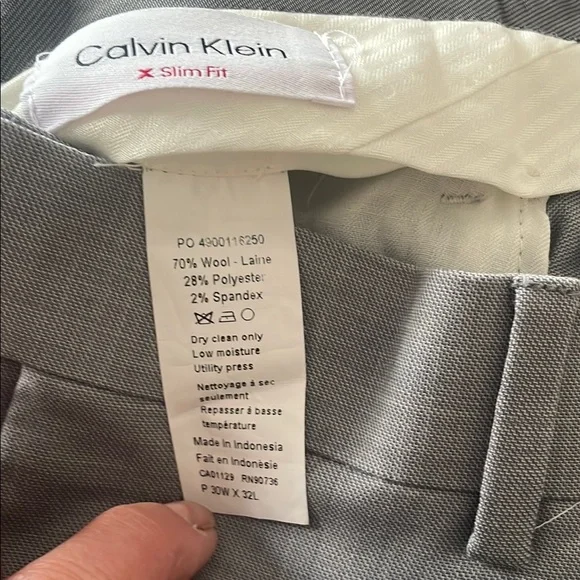 Calvin Klein
X Slim Fit
PO 4900116250
70% Wool - Laine
28% Polyester
2% Spandex
Dry clean only
Low moisture
Utility press
Nettoyage à sec
seulement
Repasser à basse
température
Made In Indonesia
Fait en Indonèsie
CA01129 RN90736
P 30W X 32L